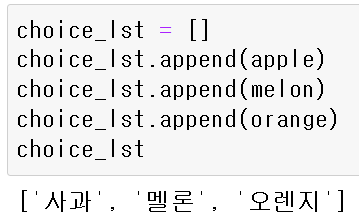 choice_lst = []
choice_lst.append(apple)
choice_lst.append(melon)
choice_lst.append(orange)
choice_lst
['사과', '멜론', '오렌지']